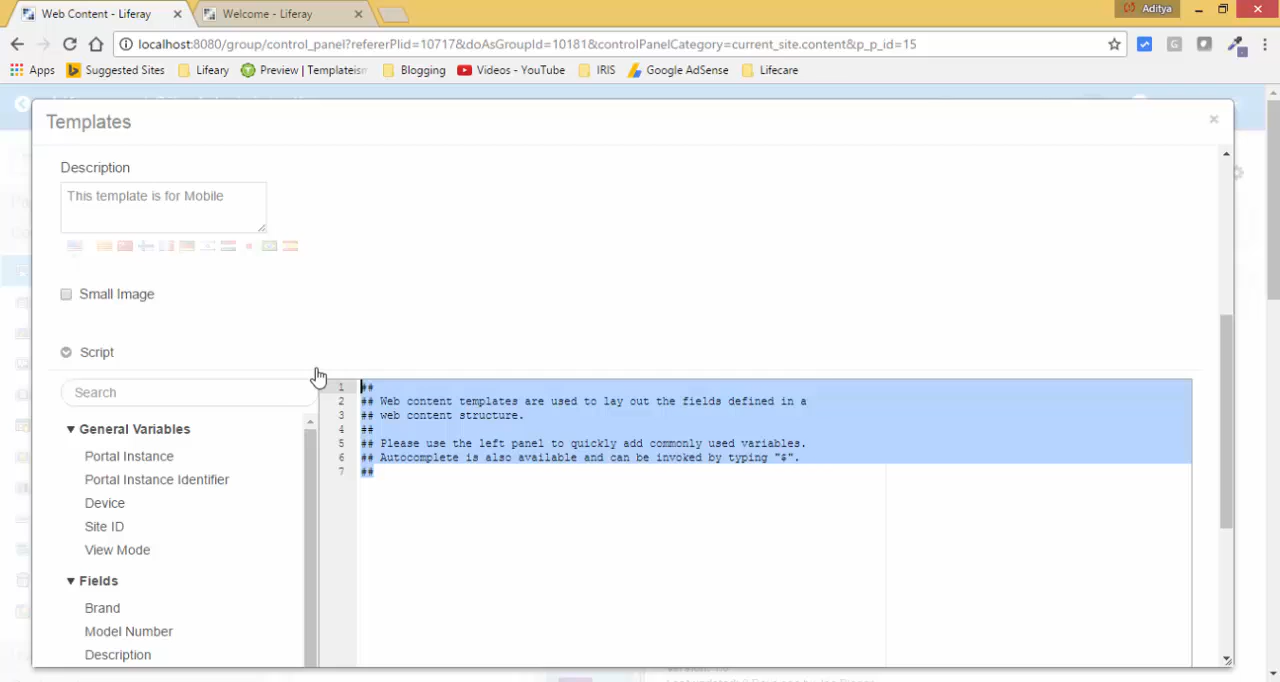 Web Content - Liferay
Welcome - Liferay
Aditya
localhost:8080/group/control_panel?refererPlid=10717&doAsGroupId=10181&controlPanelCategory=current_site.content&p_p_id=15
Apps
Suggested Sites
Lifeary
Preview | Templateism
Blogging
Videos - YouTube
IRIS
Google AdSense
Lifecare
Templates
Description
This template is for Mobile
Small Image
Script
Search
General Variables
Portal Instance
Portal Instance Identifier
Device
Site ID
View Mode
Fields
Brand
Model Number
Description
1 ##
2 ## Web content templates are used to lay out the fields defined in a
3 ## web content structure.
4 ##
5 ## Please use the left panel to quickly add commonly used variables.
6 ## Autocomplete is also available and can be invoked by typing "$".
7 ##